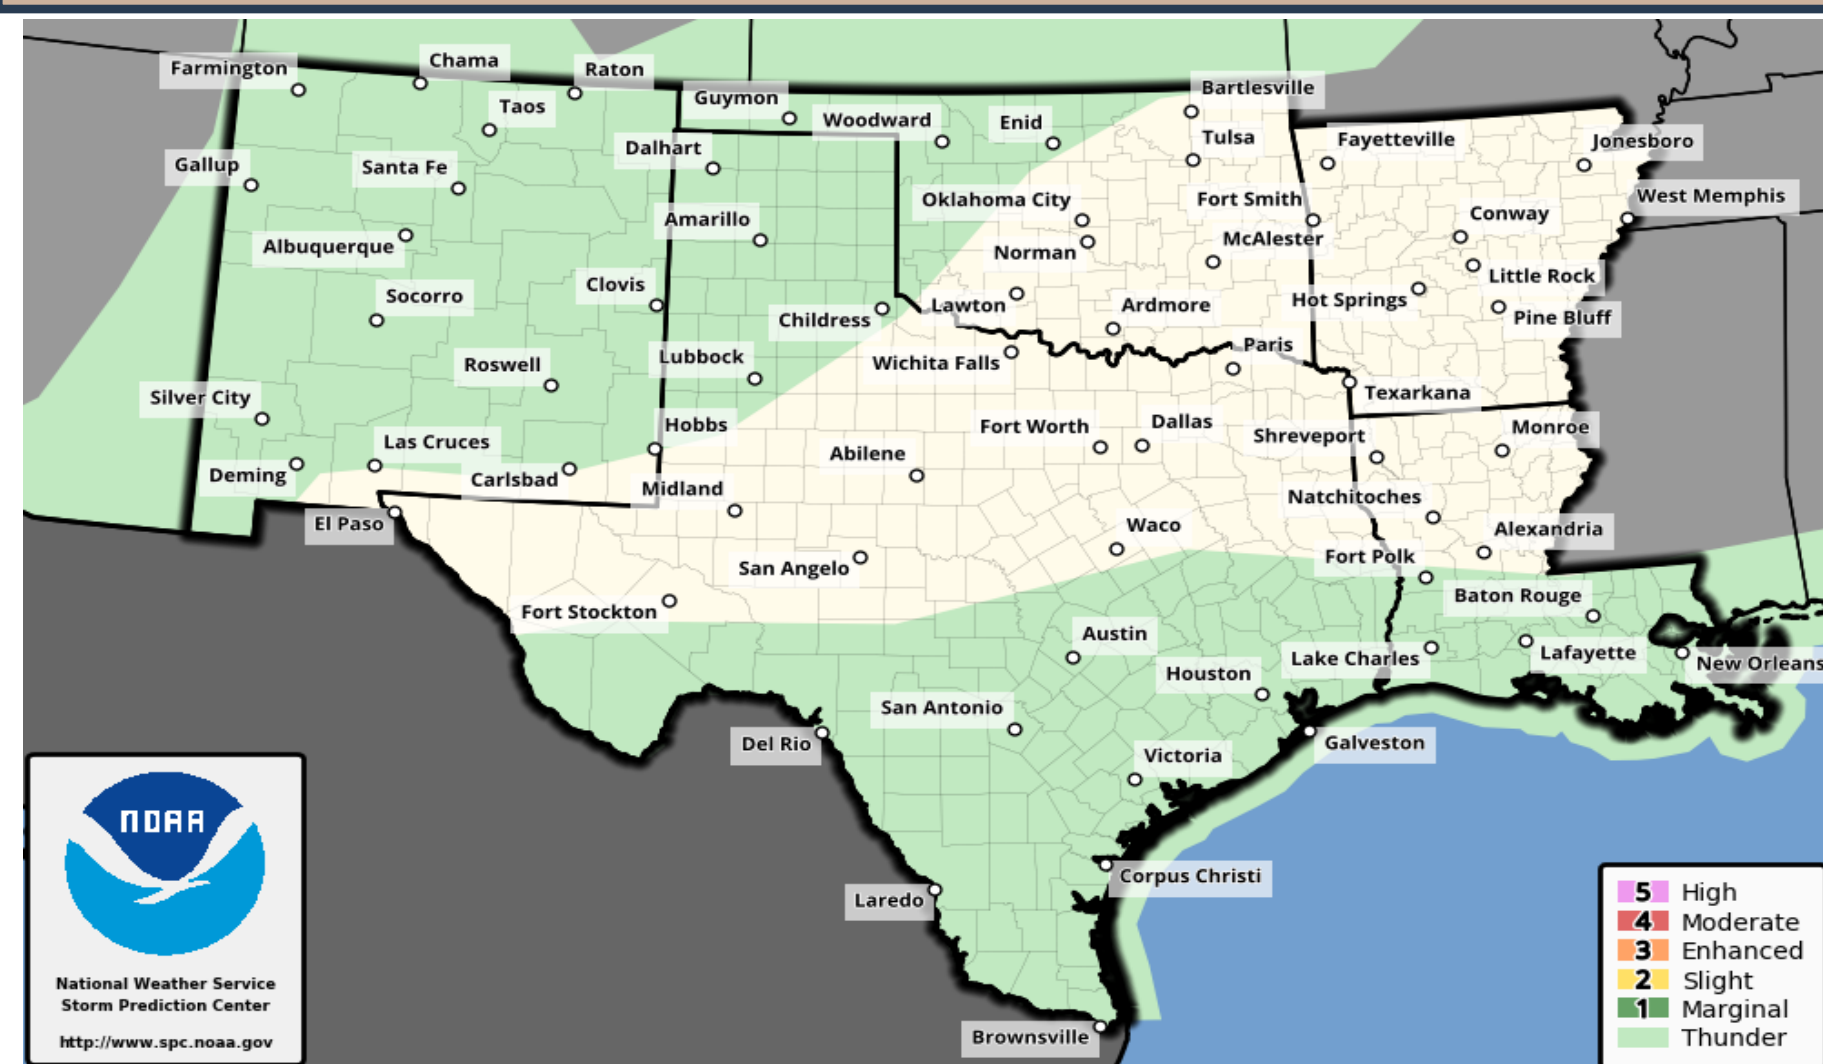 Farmington
Chama
Raton
Taos
Guymon
Woodward
Enid
Bartlesville
Tulsa
Fayetteville
Jonesboro
Gallup
Santa Fe
Dalhart
Oklahoma City
Fort Smith
West Memphis
Albuquerque
Amarillo
Norman
McAlester
Conway
Socorro
Clovis
Childress
Lawton
Ardmore
Hot Springs
Little Rock
Pine Bluff
Silver City
Roswell
Lubbock
Wichita Falls
Paris
Texarkana
Las Cruces
Hobbs
Abilene
Fort Worth
Dallas
Shreveport
Monroe
Deming
Carlsbad
Midland
Natchitoches
El Paso
San Angelo
Waco
Fort Polk
Alexandria
Fort Stockton
Austin
Baton Rouge
Houston
Lake Charles
Lafayette
New Orleans
Del Rio
San Antonio
Victoria
Galveston
Laredo
Corpus Christi
Brownsville
NOAA
National Weather Service
Storm Prediction Center
http://www.spc.noaa.gov
5 High
4 Moderate
3 Enhanced
2 Slight
1 Marginal
Thunder